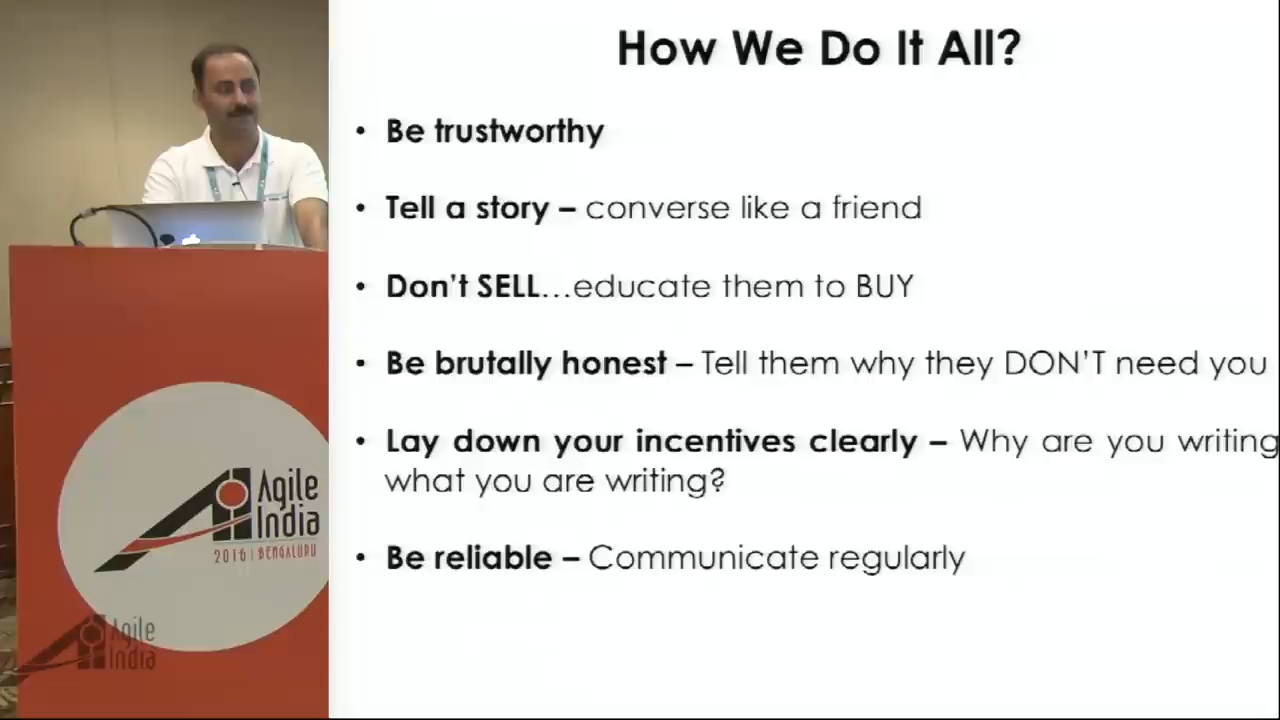 How We Do It All?
• Be trustworthy
• Tell a story – converse like a friend
• Don't SELL…educate them to BUY
• Be brutally honest – Tell them why they DON'T need you
• Lay down your incentives clearly – Why are you writing
what you are writing?
• Be reliable – Communicate regularly
Agile
India
2016 | BENGALURU
Agile
India